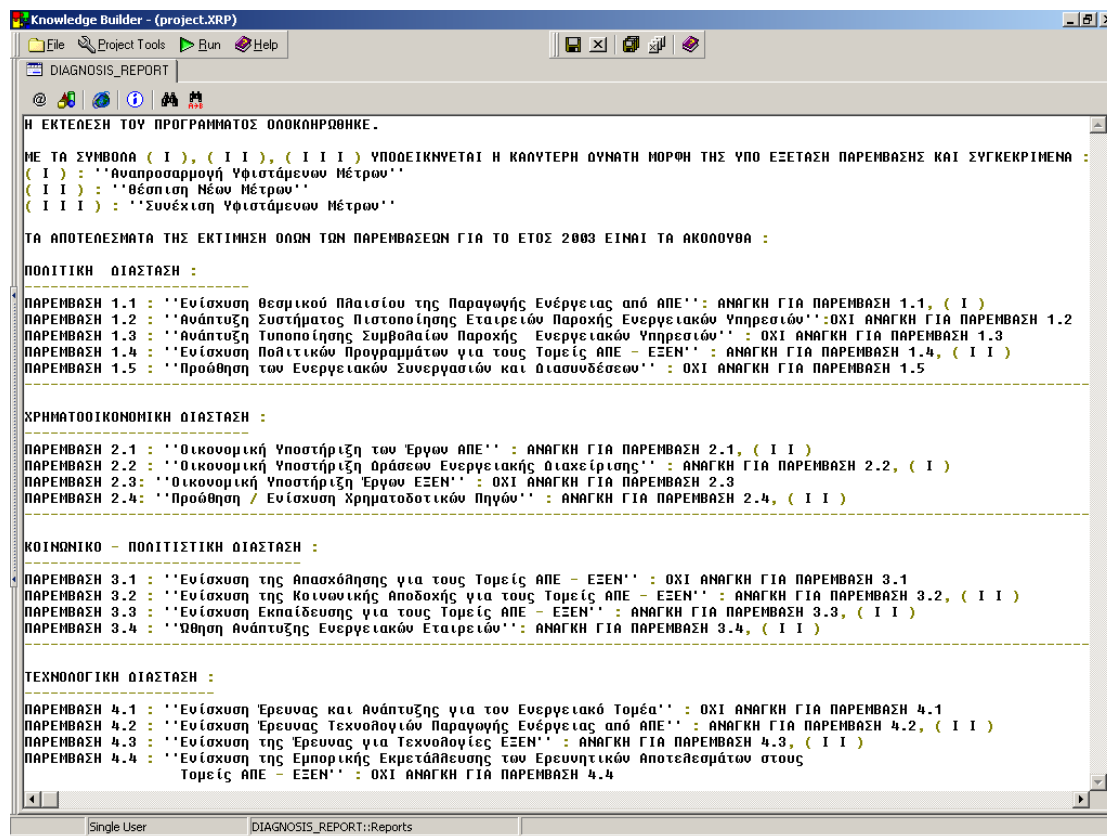 Knowledge Builder - (project.XRP)
File Project Tools Run Help
DIAGNOSIS_REPORT
Η ΕΚΤΕΛΕΣΗ ΤΟΥ ΠΡΟΓΡΑΜΜΑΤΟΣ ΟΛΟΚΛΗΡΩΘΗΚΕ.
ΜΕ ΤΑ ΣΥΜΒΟΛΑ ( I ), ( I I ), ( I I I ) ΥΠΟΔΕΙΚΝΥΕΤΑΙ Η ΚΑΛΥΤΕΡΗ ΔΥΝΑΤΗ ΜΟΡΦΗ ΤΗΣ ΥΠΟ ΕΞΕΤΑΣΗ ΠΑΡΕΜΒΑΣΗΣ ΚΑΙ ΣΥΓΚΕΚΡΙΜΕΝΑ :
( I ) : ''Αναπροσαρμογή Υφιστάμενων Μέτρων''
( I I ) : ''Θέσπιση Νέων Μέτρων''
( I I I ) : ''Συνέχιση Υφιστάμενων Μέτρων''
ΤΑ ΑΠΟΤΕΛΕΣΜΑΤΑ ΤΗΣ ΕΚΤΙΜΗΣΗ ΟΛΩΝ ΤΩΝ ΠΑΡΕΜΒΑΣΕΩΝ ΓΙΑ ΤΟ ΕΤΟΣ 2003 ΕΙΝΑΙ ΤΑ ΑΚΟΛΟΥΘΑ :
ΠΟΛΙΤΙΚΗ ΔΙΑΣΤΑΣΗ :
ΠΑΡΕΜΒΑΣΗ 1.1 : ''Ενίσχυση Θεσμικού Πλαισίου της Παραγωγής Ενέργειας από ΑΠΕ'': ΑΝΑΓΚΗ ΓΙΑ ΠΑΡΕΜΒΑΣΗ 1.1, ( I )
ΠΑΡΕΜΒΑΣΗ 1.2 : ''Ανάπτυξη Συστήματος Πιστοποίησης Εταιρειών Παροχής Ενεργειακών Υπηρεσιών'':ΟΧΙ ΑΝΑΓΚΗ ΓΙΑ ΠΑΡΕΜΒΑΣΗ 1.2
ΠΑΡΕΜΒΑΣΗ 1.3 : ''Ανάπτυξη Τυποποίησης Συμβολαίων Παροχής Ενεργειακών Υπηρεσιών'' : ΟΧΙ ΑΝΑΓΚΗ ΓΙΑ ΠΑΡΕΜΒΑΣΗ 1.3
ΠΑΡΕΜΒΑΣΗ 1.4 : ''Ενίσχυση Πολιτικών Προγραμμάτων για τους Τομείς ΑΠΕ - ΕΞΕΝ'' : ΑΝΑΓΚΗ ΓΙΑ ΠΑΡΕΜΒΑΣΗ 1.4, ( I I )
ΠΑΡΕΜΒΑΣΗ 1.5 : ''Προώθηση των Ενεργειακών Συνεργασιών και Διασυνδέσεων'' : ΟΧΙ ΑΝΑΓΚΗ ΓΙΑ ΠΑΡΕΜΒΑΣΗ 1.5
ΧΡΗΜΑΤΟΟΙΚΟΝΟΜΙΚΗ ΔΙΑΣΤΑΣΗ :
ΠΑΡΕΜΒΑΣΗ 2.1 : ''Οικονομική Υποστήριξη των Έργων ΑΠΕ'' : ΑΝΑΓΚΗ ΓΙΑ ΠΑΡΕΜΒΑΣΗ 2.1, ( I I )
ΠΑΡΕΜΒΑΣΗ 2.2 : ''Οικονομική Υποστήριξη Δράσεων Ενεργειακής Διαχείρισης'' : ΑΝΑΓΚΗ ΓΙΑ ΠΑΡΕΜΒΑΣΗ 2.2, ( I )
ΠΑΡΕΜΒΑΣΗ 2.3: ''Οικονομική Υποστήριξη Έργων ΕΞΕΝ'' : ΟΧΙ ΑΝΑΓΚΗ ΓΙΑ ΠΑΡΕΜΒΑΣΗ 2.3
ΠΑΡΕΜΒΑΣΗ 2.4: ''Προώθηση / Ενίσχυση Χρηματοδοτικών Πηγών'' : ΑΝΑΓΚΗ ΓΙΑ ΠΑΡΕΜΒΑΣΗ 2.4, ( I I )
ΚΟΙΝΩΝΙΚΟ - ΠΟΛΙΤΙΣΤΙΚΗ ΔΙΑΣΤΑΣΗ :
ΠΑΡΕΜΒΑΣΗ 3.1 : ''Ενίσχυση της Απασχόλησης για τους Τομείς ΑΠΕ - ΕΞΕΝ'' : ΟΧΙ ΑΝΑΓΚΗ ΓΙΑ ΠΑΡΕΜΒΑΣΗ 3.1
ΠΑΡΕΜΒΑΣΗ 3.2 : ''Ενίσχυση της Κοινωνικής Αποδοχής για τους Τομείς ΑΠΕ - ΕΞΕΝ'' : ΑΝΑΓΚΗ ΓΙΑ ΠΑΡΕΜΒΑΣΗ 3.2, ( I I )
ΠΑΡΕΜΒΑΣΗ 3.3 : ''Ενίσχυση Εκπαίδευσης για τους Τομείς ΑΠΕ - ΕΞΕΝ'' : ΑΝΑΓΚΗ ΓΙΑ ΠΑΡΕΜΒΑΣΗ 3.3, ( I I )
ΠΑΡΕΜΒΑΣΗ 3.4 : ''Ώθηση Ανάπτυξης Ενεργειακών Εταιρειών'': ΑΝΑΓΚΗ ΓΙΑ ΠΑΡΕΜΒΑΣΗ 3.4, ( I I )
ΤΕΧΝΟΛΟΓΙΚΗ ΔΙΑΣΤΑΣΗ :
ΠΑΡΕΜΒΑΣΗ 4.1 : ''Ενίσχυση Έρευνας και Ανάπτυξης για τον Ενεργειακό Τομέα'' : ΟΧΙ ΑΝΑΓΚΗ ΓΙΑ ΠΑΡΕΜΒΑΣΗ 4.1
ΠΑΡΕΜΒΑΣΗ 4.2 : ''Ενίσχυση Έρευνας Τεχνολογιών Παραγωγής Ενέργειας από ΑΠΕ'' : ΑΝΑΓΚΗ ΓΙΑ ΠΑΡΕΜΒΑΣΗ 4.2, ( I I )
ΠΑΡΕΜΒΑΣΗ 4.3 : ''Ενίσχυση της Έρευνας για Τεχνολογίες ΕΞΕΝ'' : ΑΝΑΓΚΗ ΓΙΑ ΠΑΡΕΜΒΑΣΗ 4.3, ( I I )
ΠΑΡΕΜΒΑΣΗ 4.4 : ''Ενίσχυση της Εμπορικής Εκμετάλλευσης των Ερευνητικών Αποτελεσμάτων στους
Τομείς ΑΠΕ - ΕΞΕΝ'' : ΟΧΙ ΑΝΑΓΚΗ ΓΙΑ ΠΑΡΕΜΒΑΣΗ 4.4
Single User DIAGNOSIS_REPORT::Reports